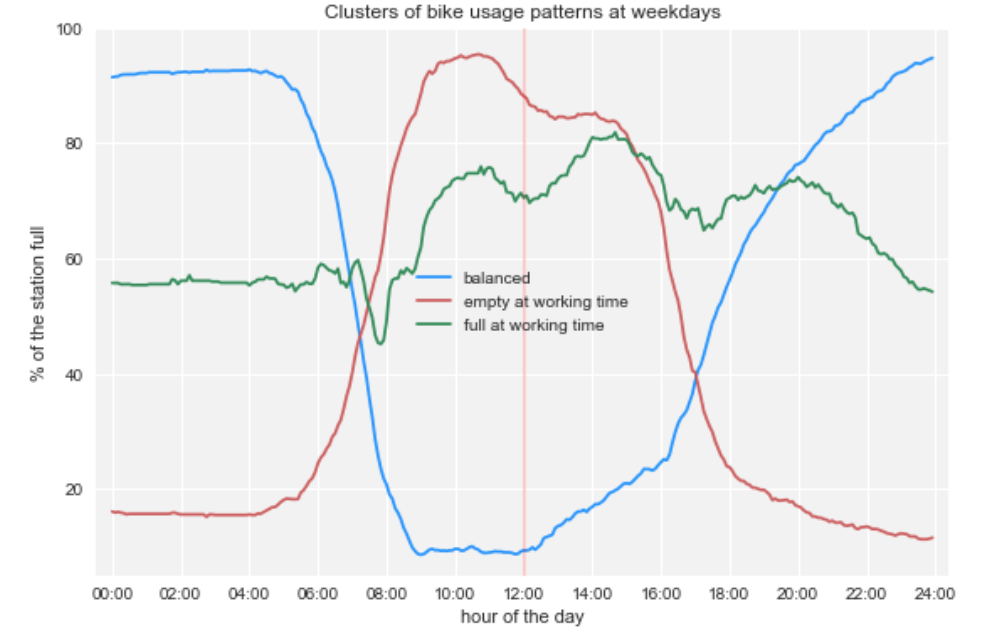 Clusters of bike usage patterns at weekdays
100
80
60
40
20
% of the station full
balanced
empty at working time
full at working time
00:00 02:00 04:00 06:00 08:00 10:00 12:00 14:00 16:00 18:00 20:00 22:00 24:00
hour of the day